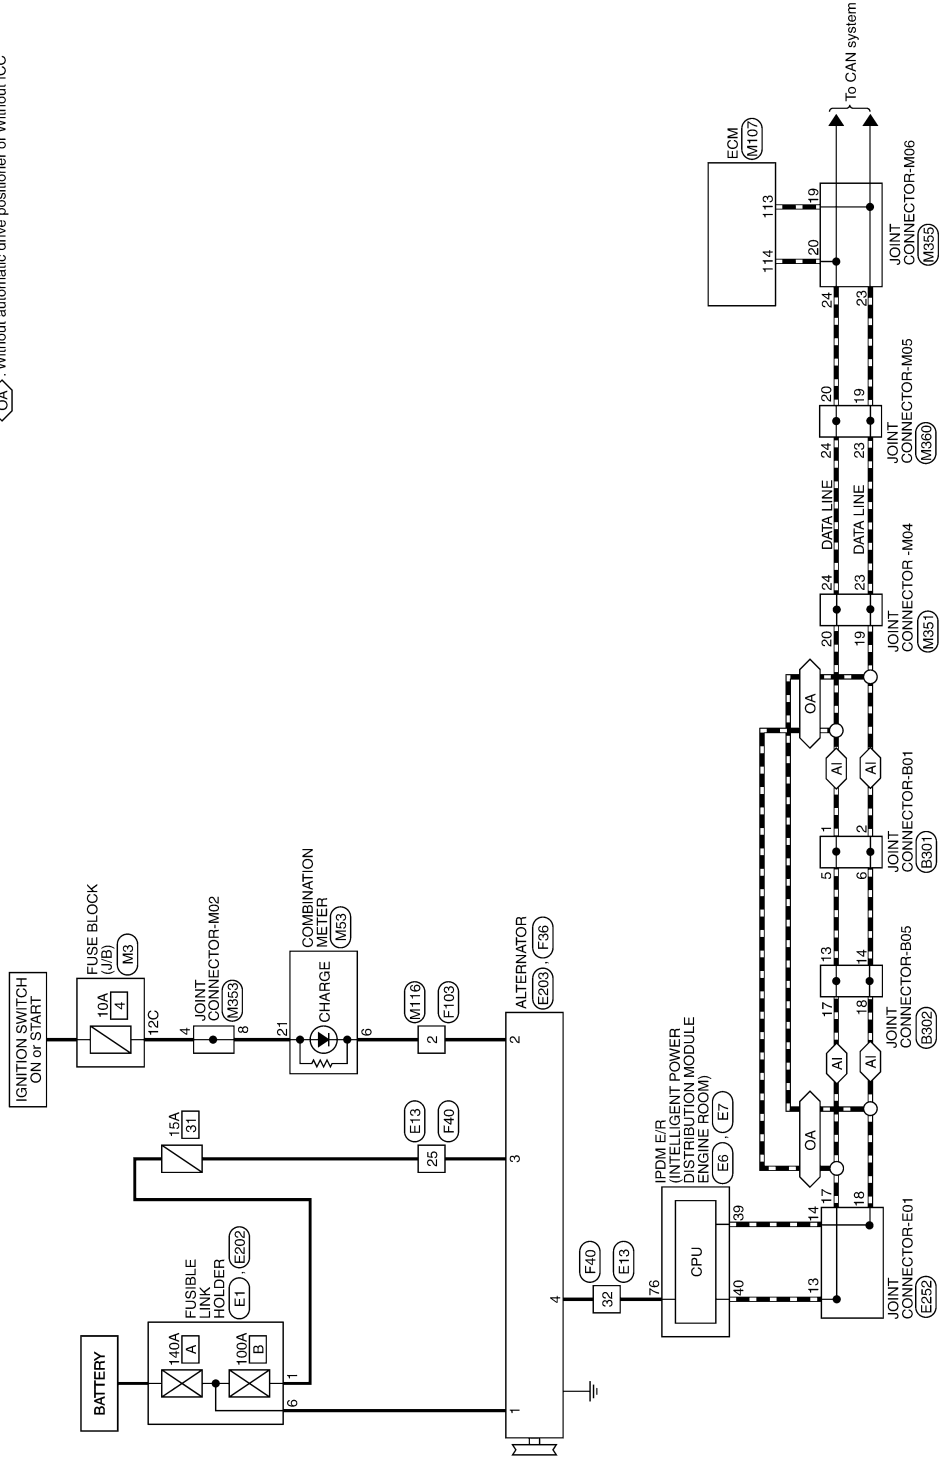 OA : Without automatic drive positioner or Without ICC
BATTERY
FUSIBLE
LINK
HOLDER
E1 , E202
140A
A
100A
B
6
1
15A
31
IGNITION SWITCH
ON or START
FUSE BLOCK
(J/B)
M3
10A
4
12C
JOINT
CONNECTOR-M02
M353
4
8
COMBINATION
METER
M53
CHARGE
21
6
E13
25
F40
M116
2
F103
ALTERNATOR
E203 , F36
1
3
2
4
F40
32
E13
IPDM E/R
(INTELLIGENT POWER
DISTRIBUTION MODULE
ENGINE ROOM)
E6 , E7
76
CPU
40
39
13
14
17
18
JOINT
CONNECTOR-E01
E252
OA
AI
AI
17
13
18
14
JOINT
CONNECTOR-B05
B302
5
1
6
2
JOINT
CONNECTOR-B01
B301
AI
AI
OA
20
24
19
23
JOINT
CONNECTOR -M04
M351
DATA LINE
DATA LINE
24
20
23
19
JOINT
CONNECTOR-M05
M360
ECM
M107
114
113
20
19
24
23
JOINT
CONNECTOR-M06
M355
To CAN system